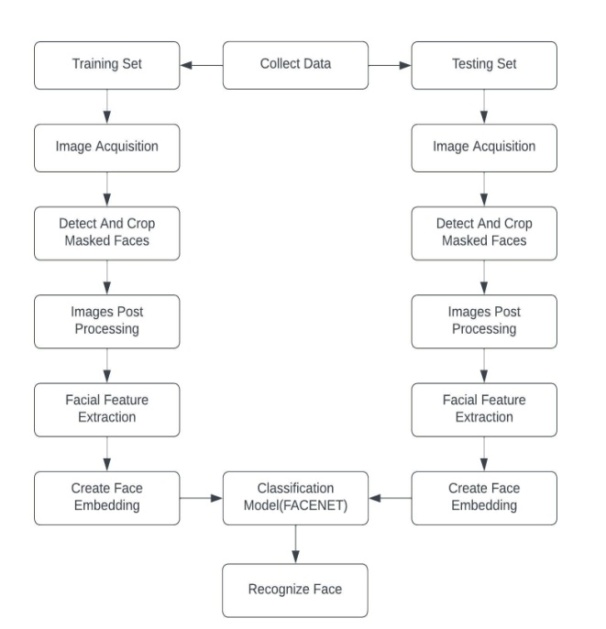 Training Set
Collect Data
Testing Set
Image Acquisition
Image Acquisition
Detect And Crop
Masked Faces
Detect And Crop
Masked Faces
Images Post
Processing
Images Post
Processing
Facial Feature
Extraction
Facial Feature
Extraction
Create Face
Embedding
Classification
Model(FACENET)
Create Face
Embedding
Recognize Face